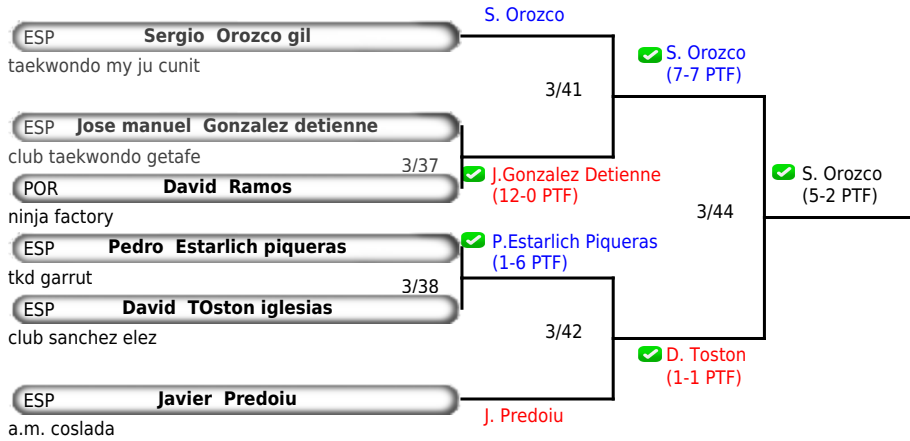 S. Orozco
ESP Sergio Orozco gil
taekwondo my ju cunit
S. Orozco
(7-7 PTF)
3/41
ESP Jose manuel Gonzalez detienne
club taekwondo getafe
3/37
J.Gonzalez Detienne
(12-0 PTF)
POR David Ramos
ninja factory
S. Orozco
(5-2 PTF)
3/44
ESP Pedro Estarlich piqueras
tkd garrut
P.Estarlich Piqueras
(1-6 PTF)
3/38
ESP David TOston iglesias
club sanchez elez
3/42
D. Toston
(1-1 PTF)
ESP Javier Predoiu
a.m. coslada
J. Predoiu